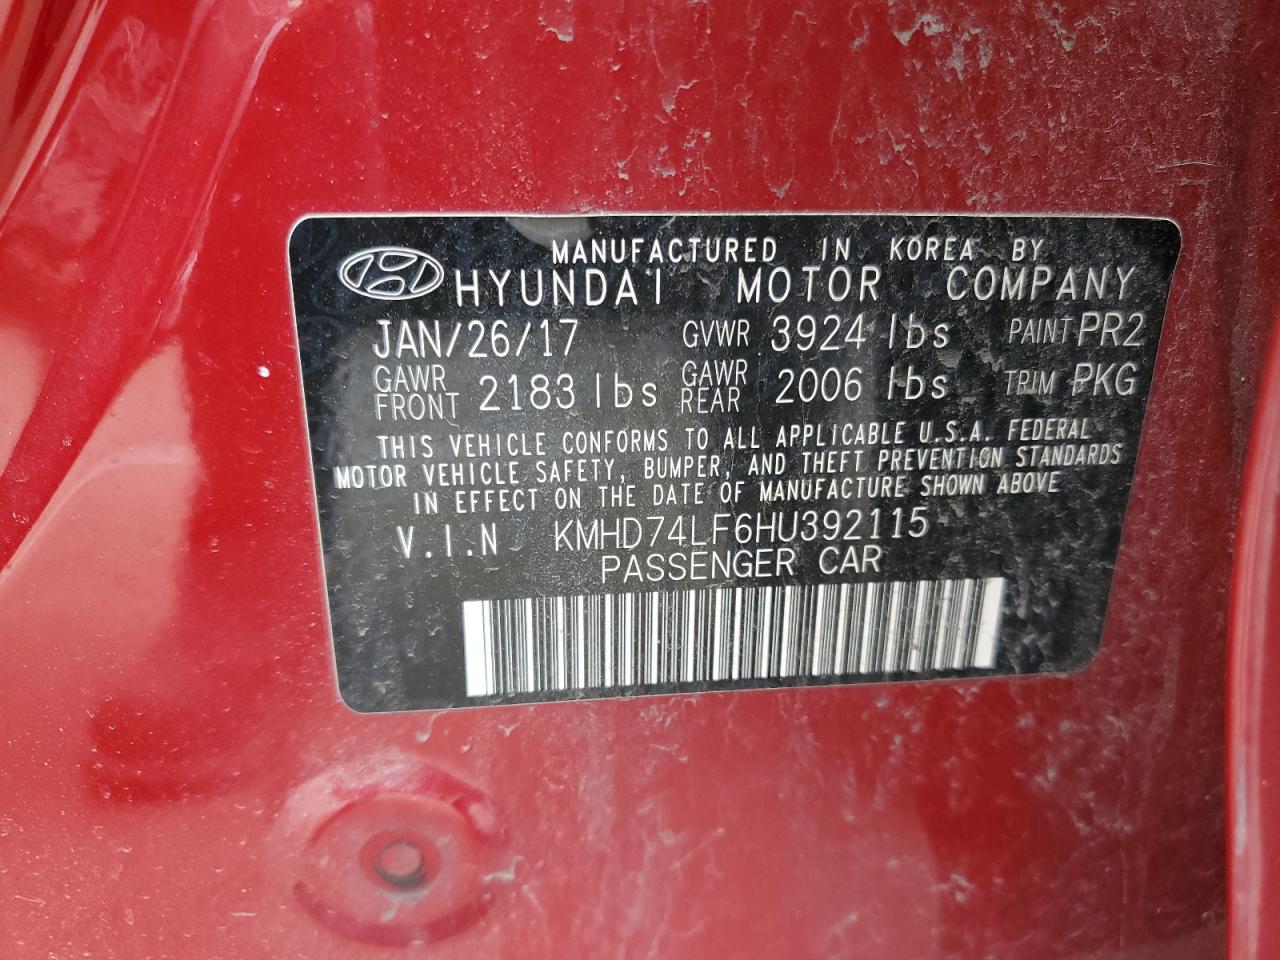 MANUFACTURED IN KOREA BY
HYUNDAI MOTOR COMPANY
JAN/26/17 GVWR 3924 lbs PAINT PR2
GAWR FRONT 2183 lbs GAWR REAR 2006 lbs TRIM PKG
THIS VEHICLE CONFORMS TO ALL APPLICABLE U.S.A. FEDERAL
MOTOR VEHICLE SAFETY, BUMPER, AND THEFT PREVENTION STANDARDS
IN EFFECT ON THE DATE OF MANUFACTURE SHOWN ABOVE
V.I.N KMHD74LF6HU392115
PASSENGER CAR